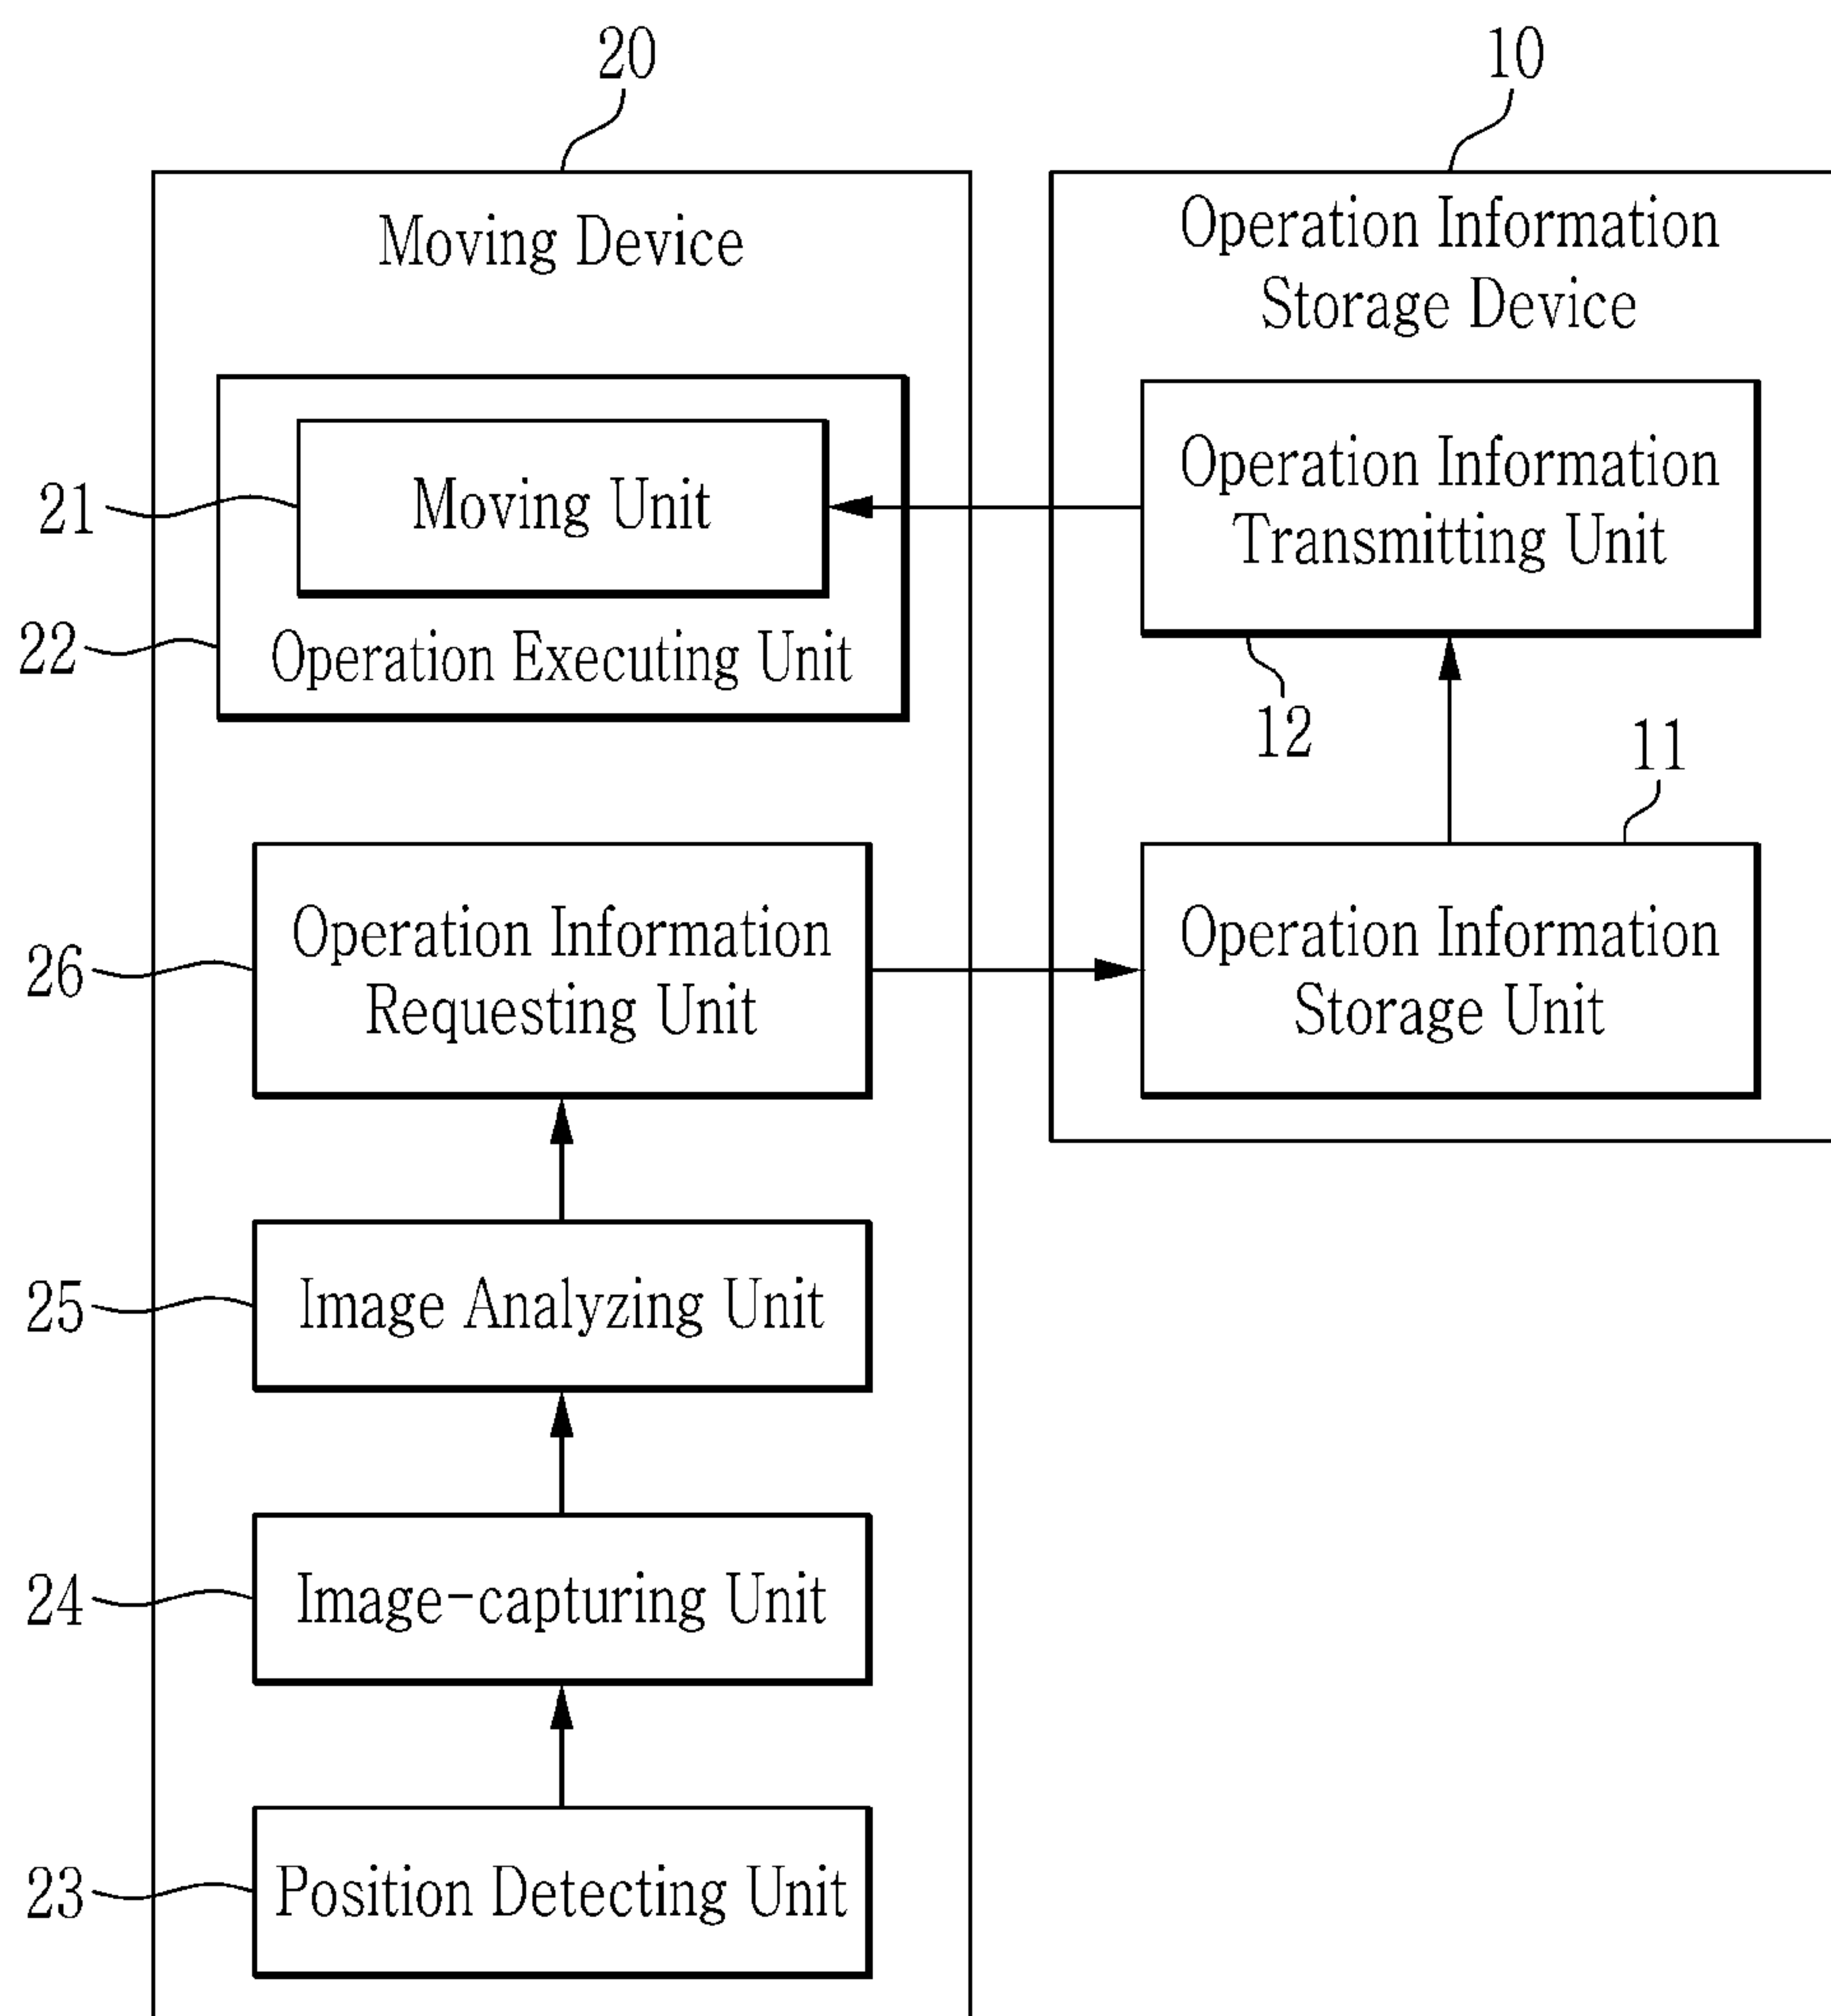 20
10
Moving Device
Operation Information
Storage Device
21
Moving Unit
Operation Information
Transmitting Unit
22
Operation Executing Unit
12
11
26
Operation Information
Requesting Unit
Operation Information
Storage Unit
25
Image Analyzing Unit
24
Image-capturing Unit
23
Position Detecting Unit